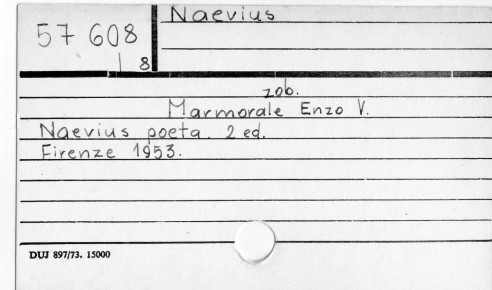 Naevius
57 608
8
zob.
Marmorale Enzo V.
Naevius poeta. 2 ed.
Firenze 1953.
DUJ 897/73. 15000